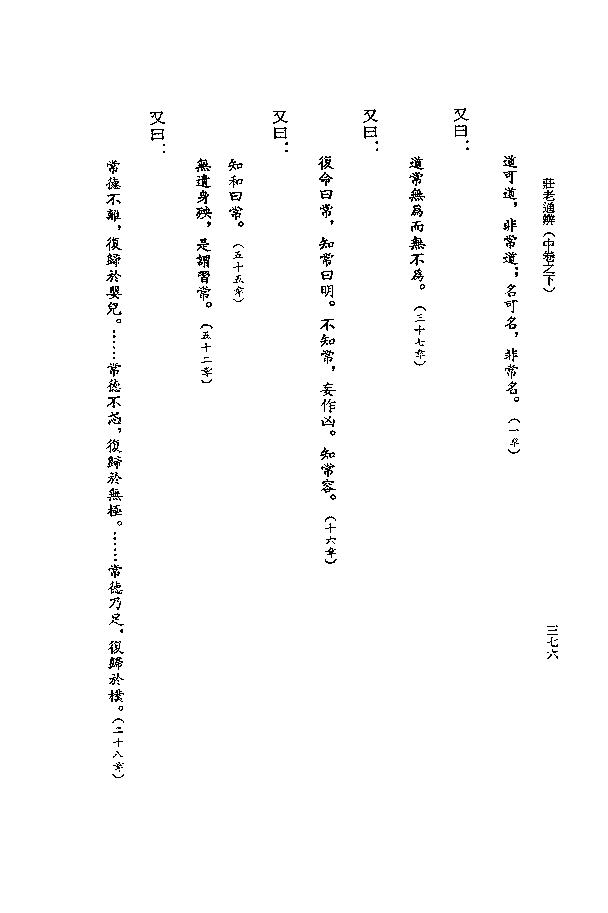 莊老通辨（中卷之下）
三七六
道可道，非常道；名可名，非常名。（一章）
又曰：
道常無為而無不為。（三十七章）
又曰：
復命曰常，知常曰明。不知常，妄作凶。知常容。（十六章）
又曰：
知和曰常。（五十五章）
無遺身殃，是謂習常。（五十二章）
又曰：
常德不離，復歸於嬰兒。……常德不忒，復歸於無極。……常德乃足，復歸於樸。（二十八章）